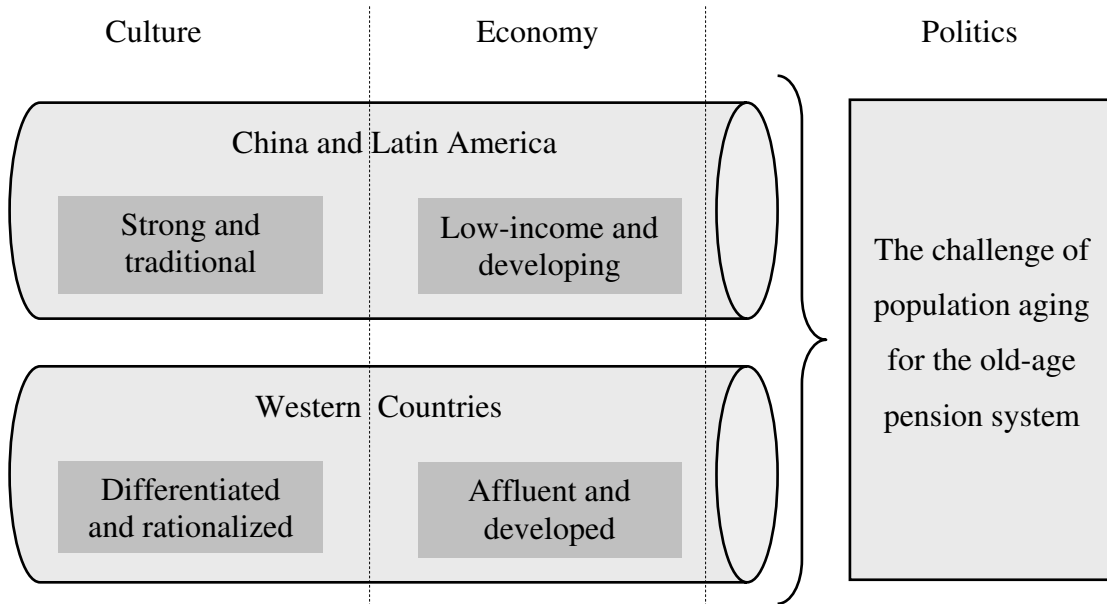 Culture
Economy
Politics
China and Latin America
Strong and
traditional
Low-income and
developing
Western Countries
Differentiated
and rationalized
Affluent and
developed
The challenge of
population aging
for the old-age
pension system